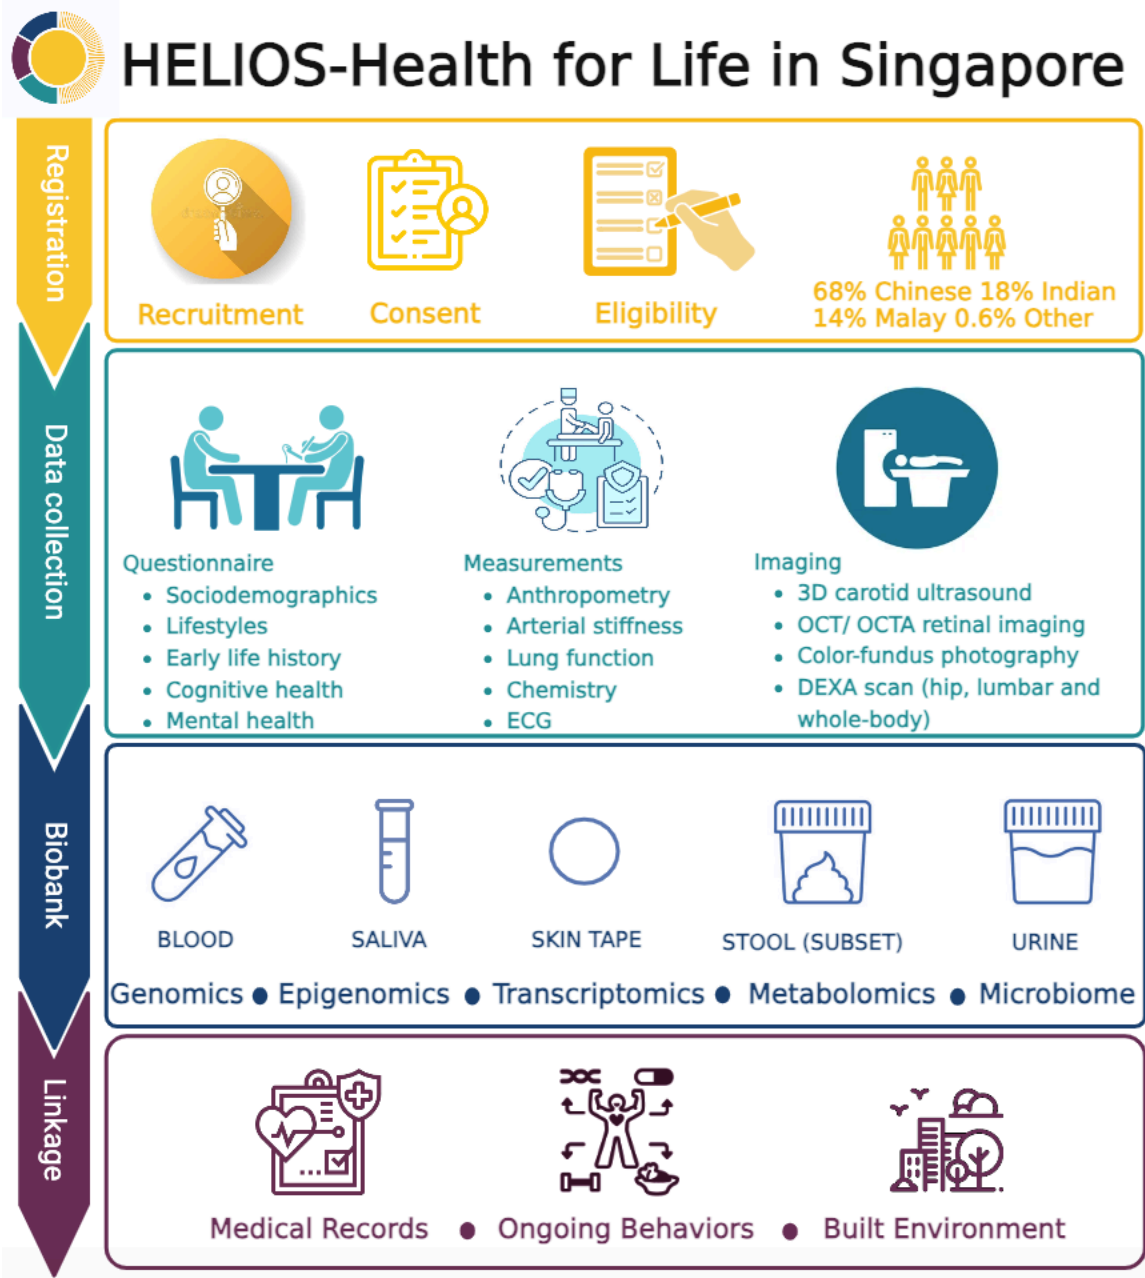 HELIOS-Health for Life in Singapore
Registration
Recruitment
Consent
Eligibility
68% Chinese 18% Indian
14% Malay 0.6% Other
Data collection
Questionnaire
• Sociodemographics
• Lifestyles
• Early life history
• Cognitive health
• Mental health
Measurements
• Anthropometry
• Arterial stiffness
• Lung function
• Chemistry
• ECG
Imaging
• 3D carotid ultrasound
• OCT/ OCTA retinal imaging
• Color-fundus photography
• DEXA scan (hip, lumbar and
whole-body)
Biobank
BLOOD
SALIVA
SKIN TAPE
STOOL (SUBSET)
URINE
Genomics ● Epigenomics ● Transcriptomics ● Metabolomics ● Microbiome
Linkage
Medical Records ● Ongoing Behaviors ● Built Environment